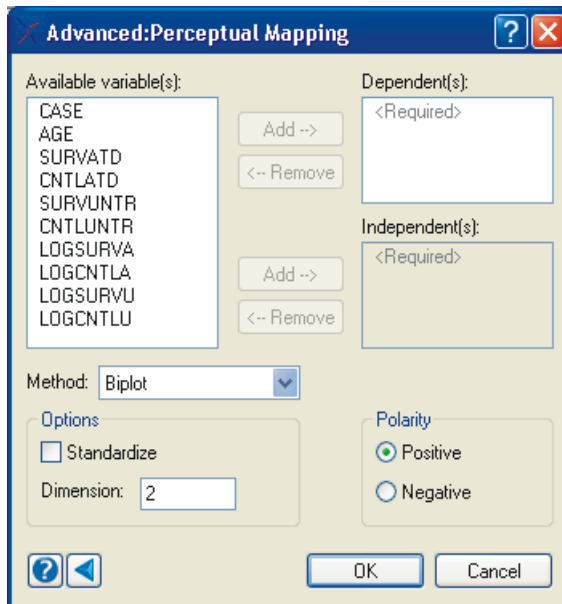 Advanced:Perceptual Mapping
?
Available variable(s):
CASE
AGE
SURVATD
CNTLATD
SURVUNTR
CNTLUNTR
LOGSURVA
LOGCNTLA
LOGSURVU
LOGCNTLU
Add -->
<-- Remove
Dependent(s):
<Required>
Add -->
<-- Remove
Independent(s):
<Required>
Method: Biplot
Options
Standardize
Dimension: 2
Polarity
Positive
Negative
?
OK
Cancel